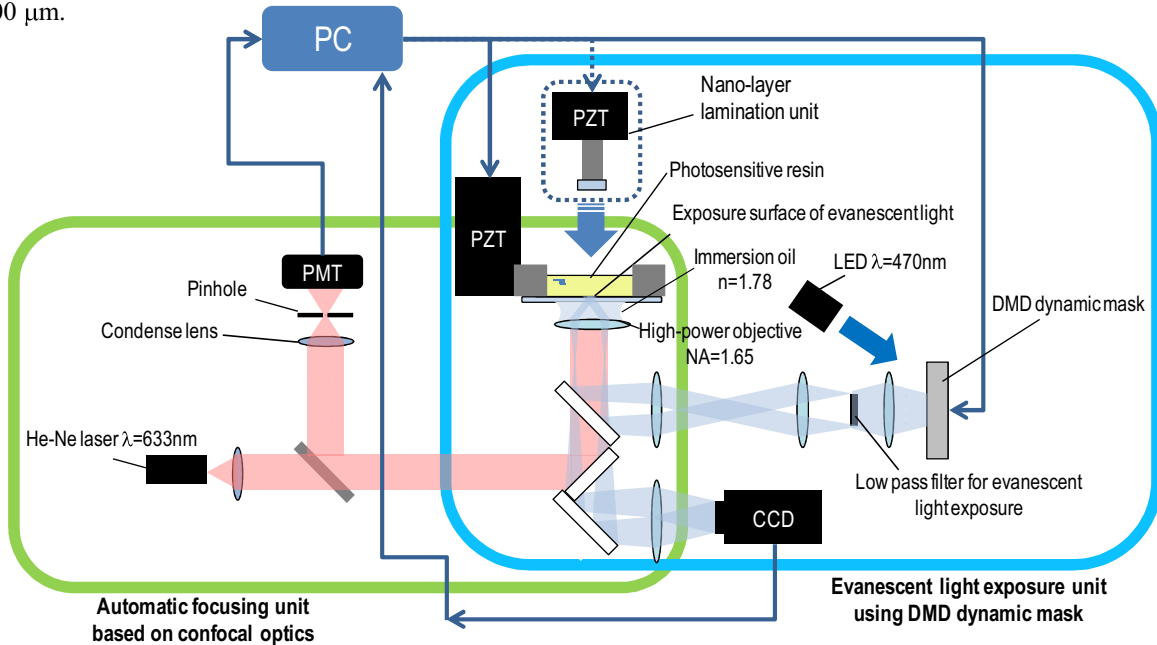 00 μm.
PC
Nano-layer
lamination unit
PZT
Photosensitive resin
Exposure surface of evanescent light
PZT
Immersion oil
n=1.78
LED λ=470nm
PMT
Pinhole
DMD dynamic mask
Condense lens
High-power objective
NA=1.65
He-Ne laser λ=633nm
Low pass filter for evanescent
light exposure
CCD
Automatic focusing unit
based on confocal optics
Evanescent light exposure unit
using DMD dynamic mask